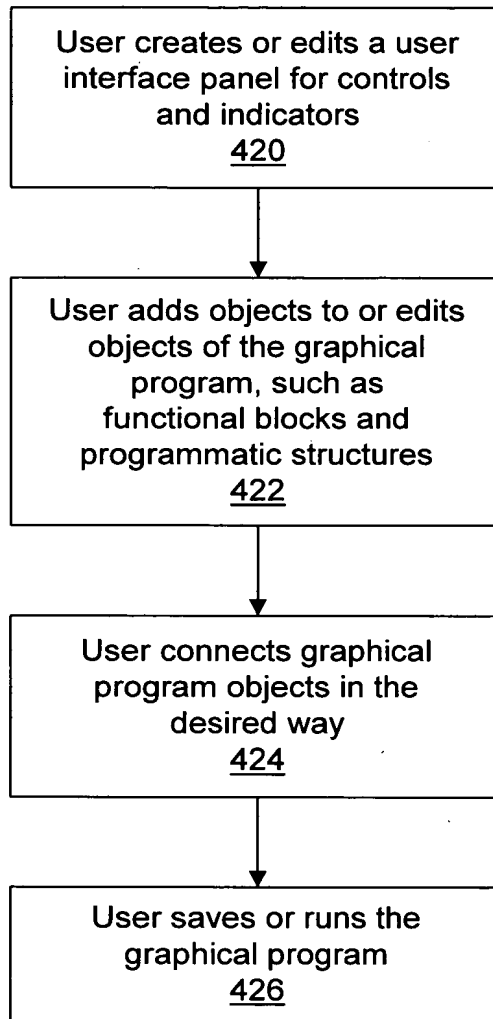 User creates or edits a user
interface panel for controls
and indicators
420
User adds objects to or edits
objects of the graphical
program, such as
functional blocks and
programmatic structures
422
User connects graphical
program objects in the
desired way
424
User saves or runs the
graphical program
426